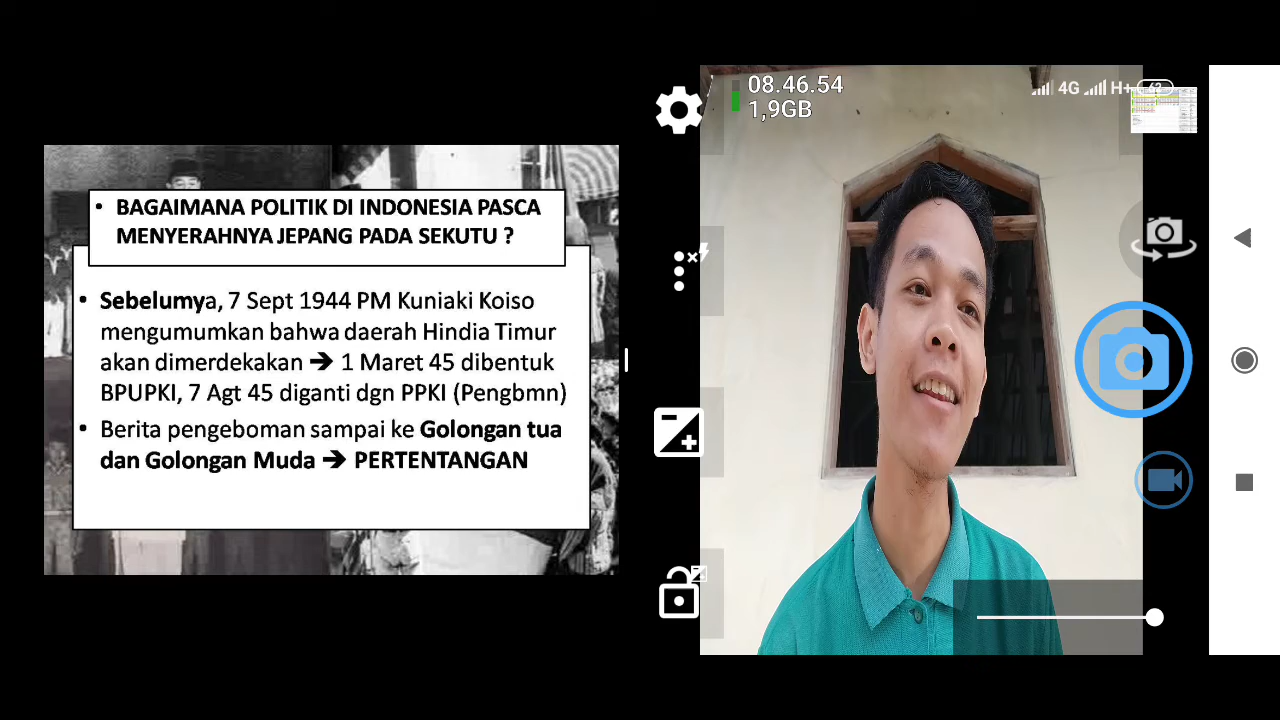 BAGAIMANA POLITIK DI INDONESIA PASCA
MENYERAHNYA JEPANG PADA SEKUTU ?
Sebelumya, 7 Sept 1944 PM Kuniaki Koiso
mengumumkan bahwa daerah Hindia Timur
akan dimerdekakan ➔ 1 Maret 45 dibentuk
BPUPKI, 7 Agt 45 diganti dgn PPKI (Pengbmn)
Berita pengeboman sampai ke Golongan tua
dan Golongan Muda ➔ PERTENTANGAN
08.46.54
1,9GB
4G H+